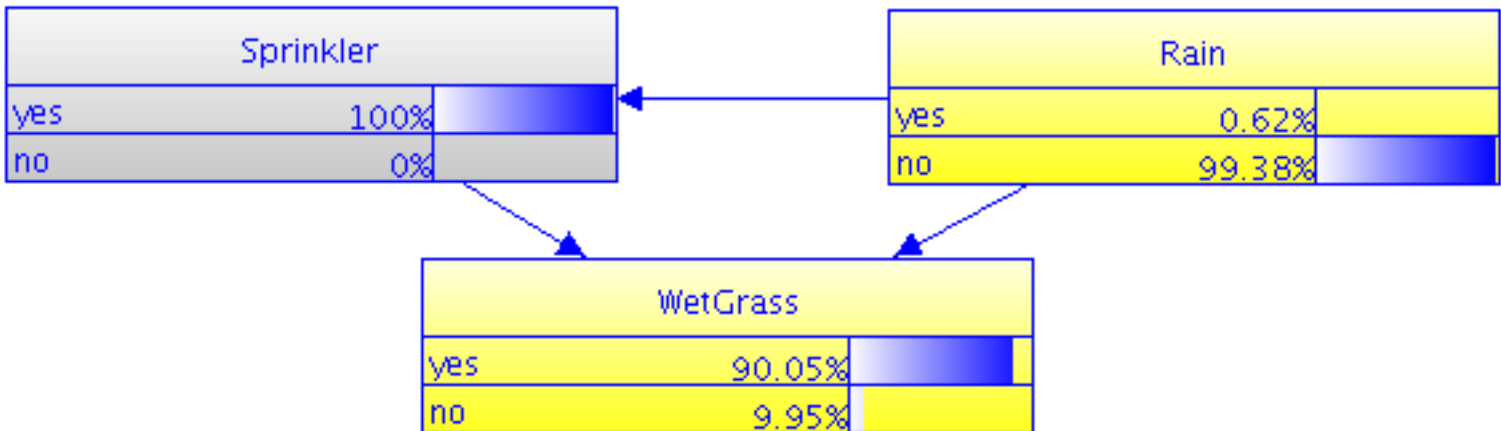 Sprinkler
yes 100%
no 0%
Rain
yes 0.62%
no 99.38%
WetGrass
yes 90.05%
no 9.95%